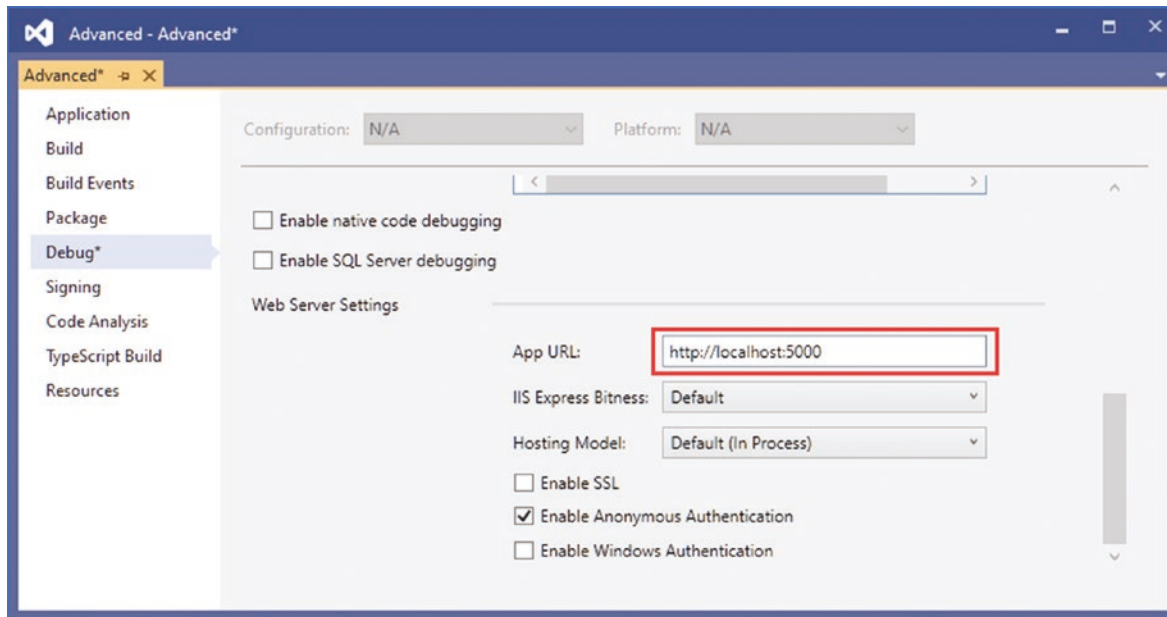 Advanced - Advanced*
Advanced*
Application
Build
Build Events
Package
Debug*
Signing
Code Analysis
TypeScript Build
Resources
Configuration: N/A Platform: N/A
Enable native code debugging
Enable SQL Server debugging
Web Server Settings
App URL: http://localhost:5000
IIS Express Bitness: Default
Hosting Model: Default (In Process)
Enable SSL
Enable Anonymous Authentication
Enable Windows Authentication